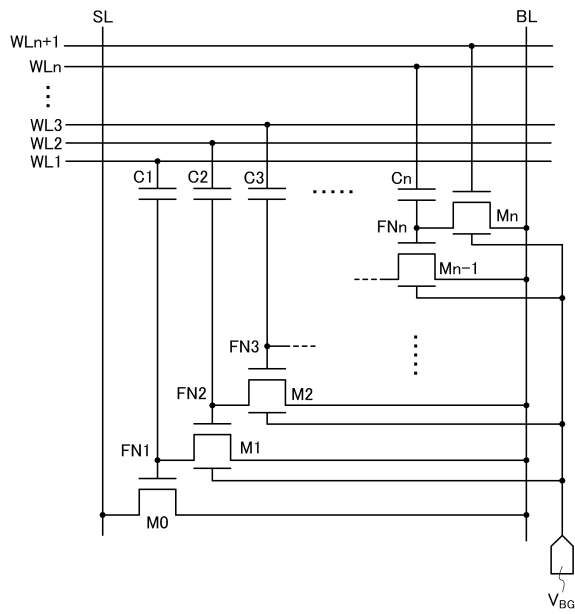 SL BL
WLn+1
WLn
WL3
WL2
WL1
C1 C2 C3 Cn
Mn
FNn
Mn-1
FN3
M2
FN2
M1
FN1
M0
VBG